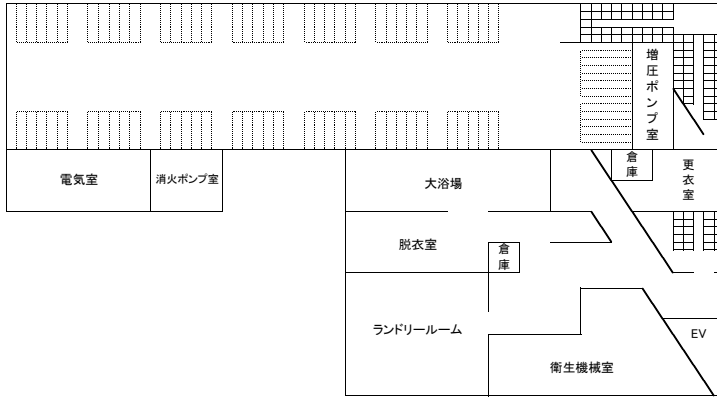 増圧ポンプ室
電気室
消火ポンプ室
大浴場
倉庫
更衣室
脱衣室
倉庫
ランドリールーム
EV
衛生機械室